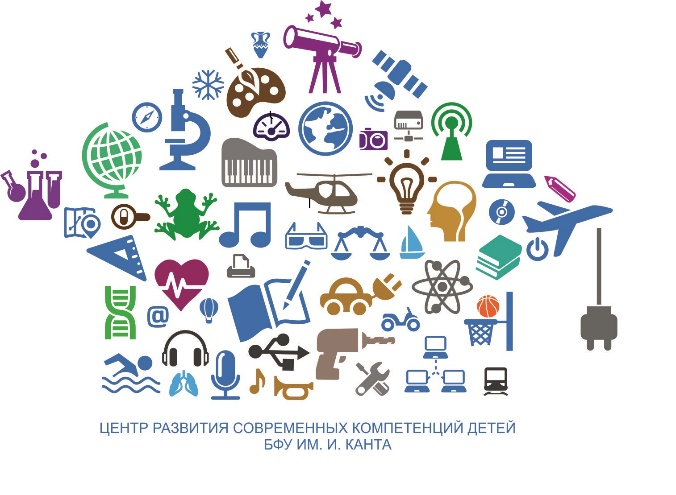 @
ЦЕНТР РАЗВИТИЯ СОВРЕМЕННЫХ КОМПЕТЕНЦИЙ ДЕТЕЙ
БФУ ИМ. И. КАНТА